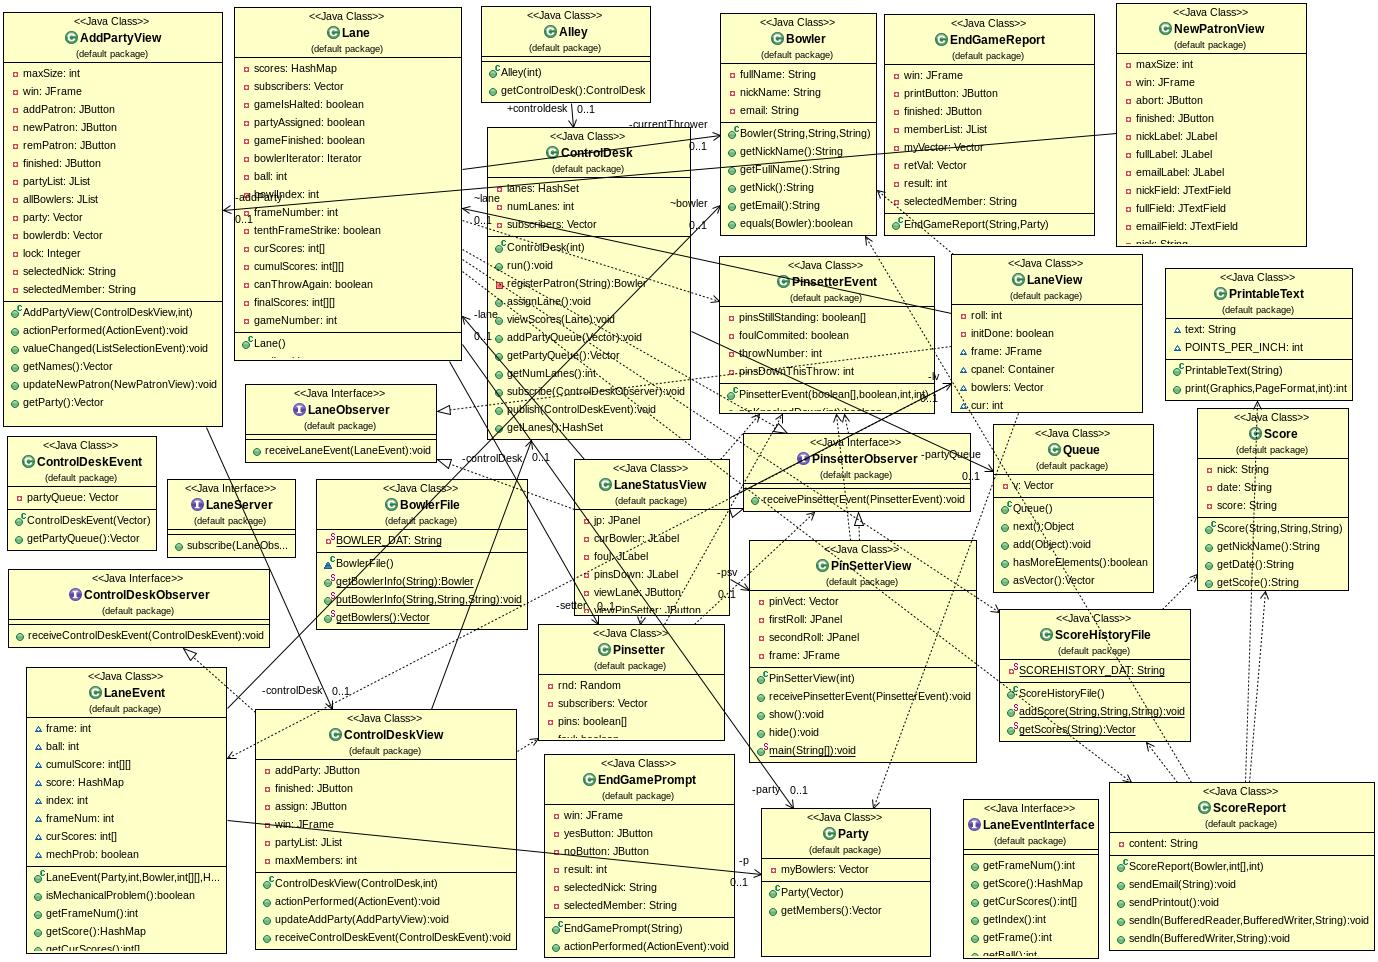 <<Java Class>>
AddPartyView
(default package)
maxSize: int
win: JFrame
addPatron: JButton
newPatron: JButton
remPatron: JButton
finished: JButton
partyList: JList
allBowlers: JList
party: Vector
bowlerdb: Vector
lock: Integer
selectedNick: String
selectedMember: String
AddPartyView(ControlDeskView,int)
actionPerformed(ActionEvent):void
valueChanged(ListSelectionEvent):void
getNames():Vector
updateNewPatron(NewPatronView):void
getParty():Vector
<<Java Class>>
Lane
(default package)
scores: HashMap
subscribers: Vector
gameIsHalted: boolean
partyAssigned: boolean
gameFinished: boolean
bowlerIterator: Iterator
ball: int
bowlIndex: int
frameNumber: int
tenthFrameStrike: boolean
curScores: int[]
cumulScores: int[][]
canThrowAgain: boolean
finalScores: int[][]
gameNumber: int
Lane()
-addParty
0..1
<<Java Class>>
Alley
(default package)
Alley(int)
getControlDesk():ControlDesk
+controldesk
0..1
<<Java Class>>
ControlDesk
(default package)
lanes: HashSet
numLanes: int
subscribers: Vector
ControlDesk(int)
run():void
registerPatron(String):Bowler
assignLane():void
viewScores(Lane):void
addPartyQueue(Vector):void
getPartyQueue():Vector
getNumLanes():int
subscribe(ControlDeskObserver):void
publish(ControlDeskEvent):void
getLanes():HashSet
~lane
0..1
-lane
0..1
-currentThrower
0..1
~bowler
0..1
<<Java Class>>
Bowler
(default package)
fullName: String
nickName: String
email: String
Bowler(String,String,String)
getNickName():String
getFullName():String
getNick():String
getEmail():String
equals(Bowler):boolean
<<Java Class>>
EndGameReport
(default package)
win: JFrame
printButton: JButton
finished: JButton
memberList: JList
myVector: Vector
retVal: Vector
result: int
selectedMember: String
EndGameReport(String,Party)
<<Java Class>>
NewPatronView
(default package)
maxSize: int
win: JFrame
abort: JButton
finished: JButton
nickLabel: JLabel
fullLabel: JLabel
emailLabel: JLabel
nickField: JTextField
fullField: JTextField
emailField: JTextField
nick: String
<<Java Class>>
PinsetterEvent
(default package)
pinsStillStanding: boolean[]
foulCommited: boolean
throwNumber: int
pinsDownThisThrow: int
PinsetterEvent(boolean[],boolean,int,int)
<<Java Class>>
LaneView
(default package)
roll: int
initDone: boolean
frame: JFrame
cpanel: Container
bowlers: Vector
cur: int
-lv
0..1
<<Java Class>>
PrintableText
(default package)
text: String
POINTS_PER_INCH: int
PrintableText(String)
print(Graphics,PageFormat,int):int
<<Java Interface>>
LaneObserver
(default package)
receiveLaneEvent(LaneEvent):void
<<Java Class>>
ControlDeskEvent
(default package)
partyQueue: Vector
ControlDeskEvent(Vector)
getPartyQueue():Vector
<<Java Interface>>
LaneServer
(default package)
subscribe(LaneObs...
<<Java Class>>
BowlerFile
(default package)
BOWLER_DAT: String
BowlerFile()
getBowlerInfo(String):Bowler
putBowlerInfo(String,String,String):void
getBowlers():Vector
-controlDesk
0..1
<<Java Class>>
LaneStatusView
(default package)
jp: JPanel
curBowler: JLabel
foul: JLabel
pinsDown: JLabel
viewLane: JButton
viewPinSetter: JButton
<<Java Interface>>
PinsetterObserver
(default package)
receivePinsetterEvent(PinsetterEvent):void
-partyQueue
0..1
<<Java Class>>
Queue
(default package)
v: Vector
Queue()
next():Object
add(Object):void
hasMoreElements():boolean
asVector():Vector
<<Java Class>>
Score
(default package)
nick: String
date: String
score: String
Score(String,String,String)
getNickName():String
getDate():String
getScore():String
<<Java Interface>>
ControlDeskObserver
(default package)
receiveControlDeskEvent(ControlDeskEvent):void
-psv
0..1
-setter
0..1
<<Java Class>>
PinSetterView
(default package)
pinVect: Vector
firstRoll: JPanel
secondRoll: JPanel
frame: JFrame
PinSetterView(int)
receivePinsetterEvent(PinsetterEvent):void
show():void
hide():void
main(String[]):void
<<Java Class>>
ScoreHistoryFile
(default package)
SCOREHISTORY_DAT: String
ScoreHistoryFile()
addScore(String,String,String):void
getScores(String):Vector
<<Java Class>>
Pinsetter
(default package)
rnd: Random
subscribers: Vector
pins: boolean[]
foul: boolean
<<Java Class>>
LaneEvent
(default package)
frame: int
ball: int
cumulScore: int[][]
score: HashMap
index: int
frameNum: int
curScores: int[]
mechProb: boolean
LaneEvent(Party,int,Bowler,int[][],H...
isMechanicalProblem():boolean
getFrameNum():int
getScore():HashMap
getCurScores():int[]
-controlDesk
0..1
<<Java Class>>
ControlDeskView
(default package)
addParty: JButton
finished: JButton
assign: JButton
win: JFrame
partyList: JList
maxMembers: int
ControlDeskView(ControlDesk,int)
actionPerformed(ActionEvent):void
updateAddParty(AddPartyView):void
receiveControlDeskEvent(ControlDeskEvent):void
<<Java Class>>
EndGamePrompt
(default package)
win: JFrame
yesButton: JButton
noButton: JButton
result: int
selectedNick: String
selectedMember: String
EndGamePrompt(String)
actionPerformed(ActionEvent):void
-party
0..1
-p
0..1
<<Java Class>>
Party
(default package)
myBowlers: Vector
Party(Vector)
getMembers():Vector
<<Java Interface>>
LaneEventInterface
(default package)
getFrameNum():int
getScore():HashMap
getCurScores():int[]
getIndex():int
getFrame():int
getBall():int
<<Java Class>>
ScoreReport
(default package)
content: String
ScoreReport(Bowler,int[],int)
sendEmail(String):void
sendPrintout():void
sendln(BufferedReader,BufferedWriter,String):void
sendln(BufferedWriter,String):void